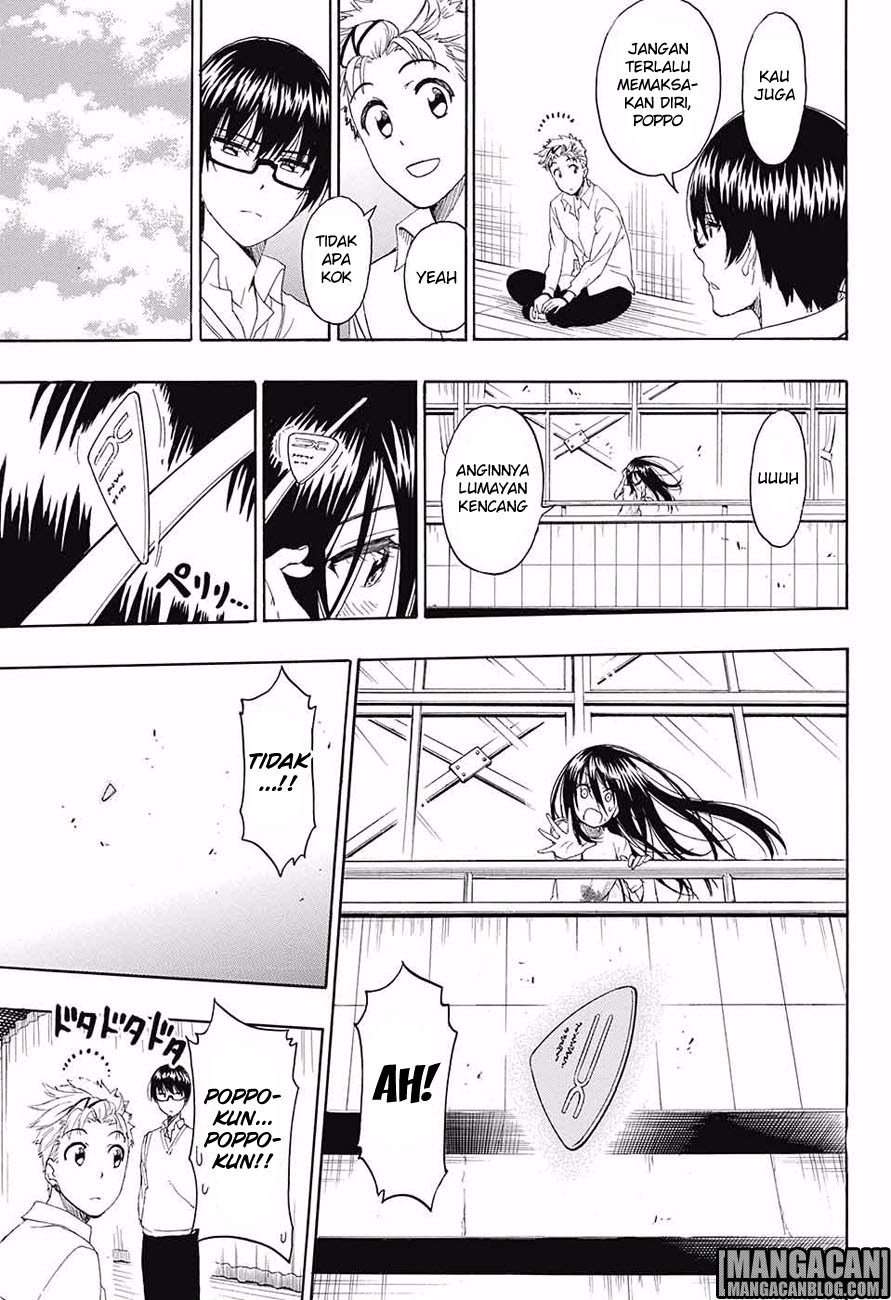 KAU
JUGA
JANGAN
TERLALU
MEMAKSA-
KAN DIRI,
POPPO
YEAH
TIDAK
APA
KOK
UUUH
ANGINNYA
LUMAYAN
KENCANG
ペリリ…
AH!
TIDAK
...!!
POPPO-
KUN...
POPPO-
KUN!!
ドタドタドタ
[MANGACAN]
MANGACANBLOG.COM